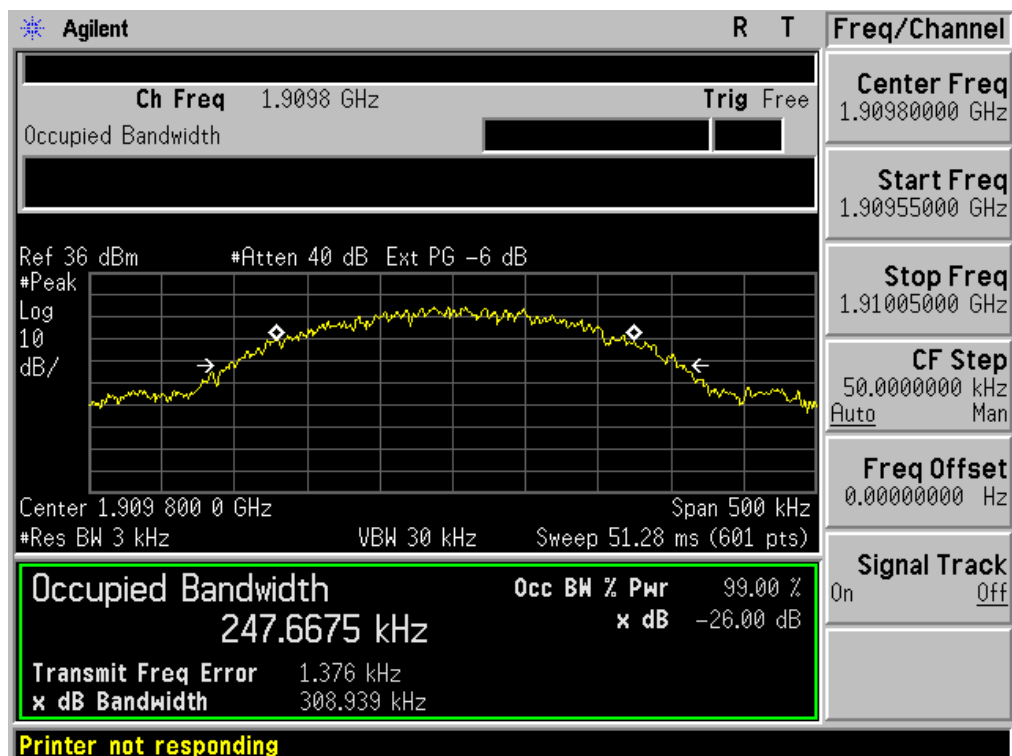 Agilent R T
Ch Freq 1.9098 GHz Trig Free
Occupied Bandwidth
Ref 36 dBm #Atten 40 dB Ext PG -6 dB
#Peak
Log
10
dB/
Center 1.909 800 0 GHz Span 500 kHz
#Res BW 3 kHz VBW 30 kHz Sweep 51.28 ms (601 pts)
Occupied Bandwidth
247.6675 kHz
Occ BW % Pwr 99.00 %
x dB -26.00 dB
Transmit Freq Error 1.376 kHz
x dB Bandwidth 308.939 kHz
Printer not responding
Freq/Channel
Center Freq
1.90980000 GHz
Start Freq
1.90955000 GHz
Stop Freq
1.91005000 GHz
CF Step
50.0000000 kHz
Auto Man
Freq Offset
0.00000000 Hz
Signal Track
On Off